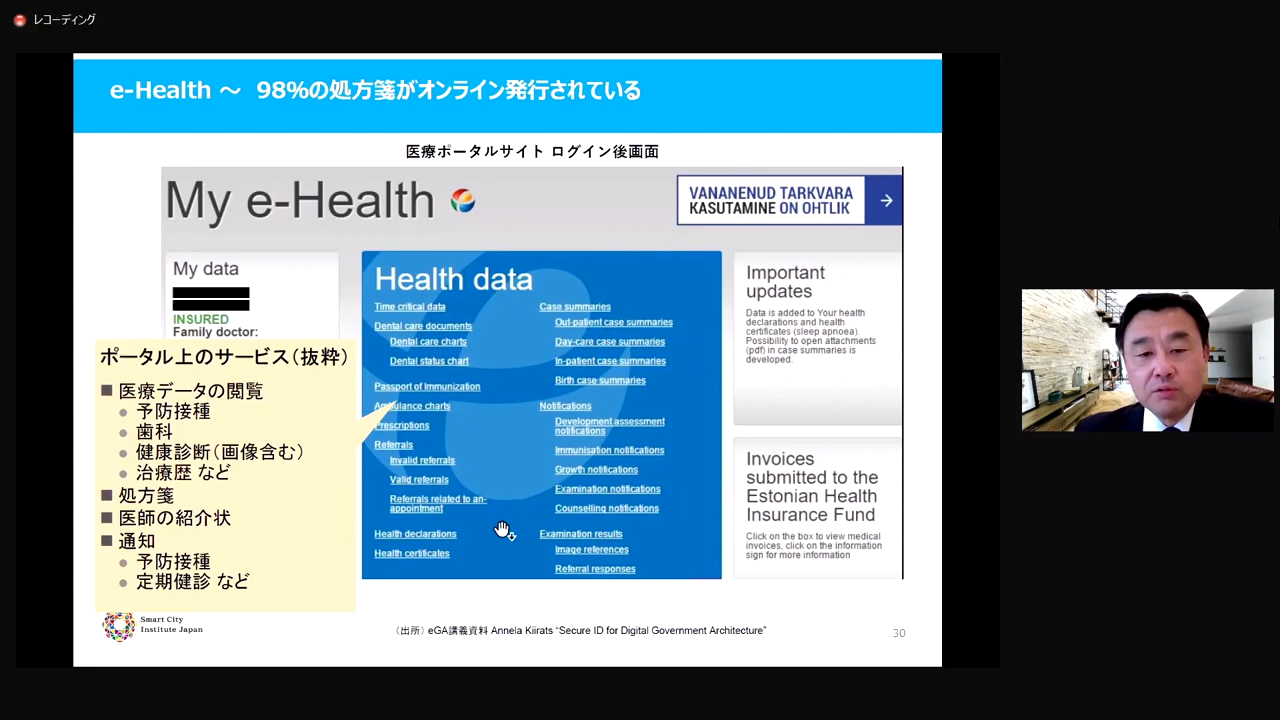 レコーディング
e-Health ～ 98%の処方箋がオンライン発行されている
医療ポータルサイト ログイン後画面
My e-Health
VANANENUD TARKVARA
KASUTAMINE ON OHTLIK
My data
INSURED
Family doctor:
ポータル上のサービス（抜粋）
■ 医療データの閲覧
● 予防接種
● 歯科
● 健康診断（画像含む）
● 治療歴 など
■ 処方箋
■ 医師の紹介状
■ 通知
● 予防接種
● 定期健診 など
Health data
Time critical data
Dental care documents
Dental care charts
Dental status chart
Passport of Immunization
Ambulance charts
Prescriptions
Referrals
Invalid referrals
Valid referrals
Referrals related to an-
appointment
Health declarations
Health certificates
Case summaries
Out-patient case summaries
Day-care case summaries
In-patient case summaries
Birth case summaries
Notifications
Development assessment
notifications
Immunisation notifications
Growth notifications
Examination notifications
Counselling notifications
Examination results
Image references
Referral responses
Important
updates
Data is added to Your health
declarations and health
certificates (sleep apnoea).
Possibility to open attachments
(pdf) in case summaries is
developed.
Invoices
submitted to the
Estonian Health
Insurance Fund
Click on the box to view medical
invoices, click on the information
sign for more information
Smart City
Institute Japan
（出所）eGA講義資料 Annela Kiirats "Secure ID for Digital Government Architecture"
30